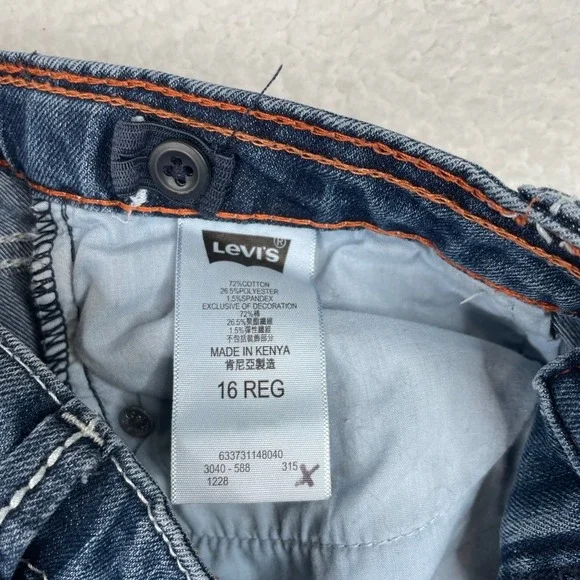 Levi's®
72%COTTON
26.5%POLYESTER
1.5%SPANDEX
EXCLUSIVE OF DECORATION
72%棉
26.5%聚酯纖維
1.5%彈性纖維
不包括裝飾部分
MADE IN KENYA
肯尼亞製造
16 REG
633731148040
3040 - 588 315
1228 X